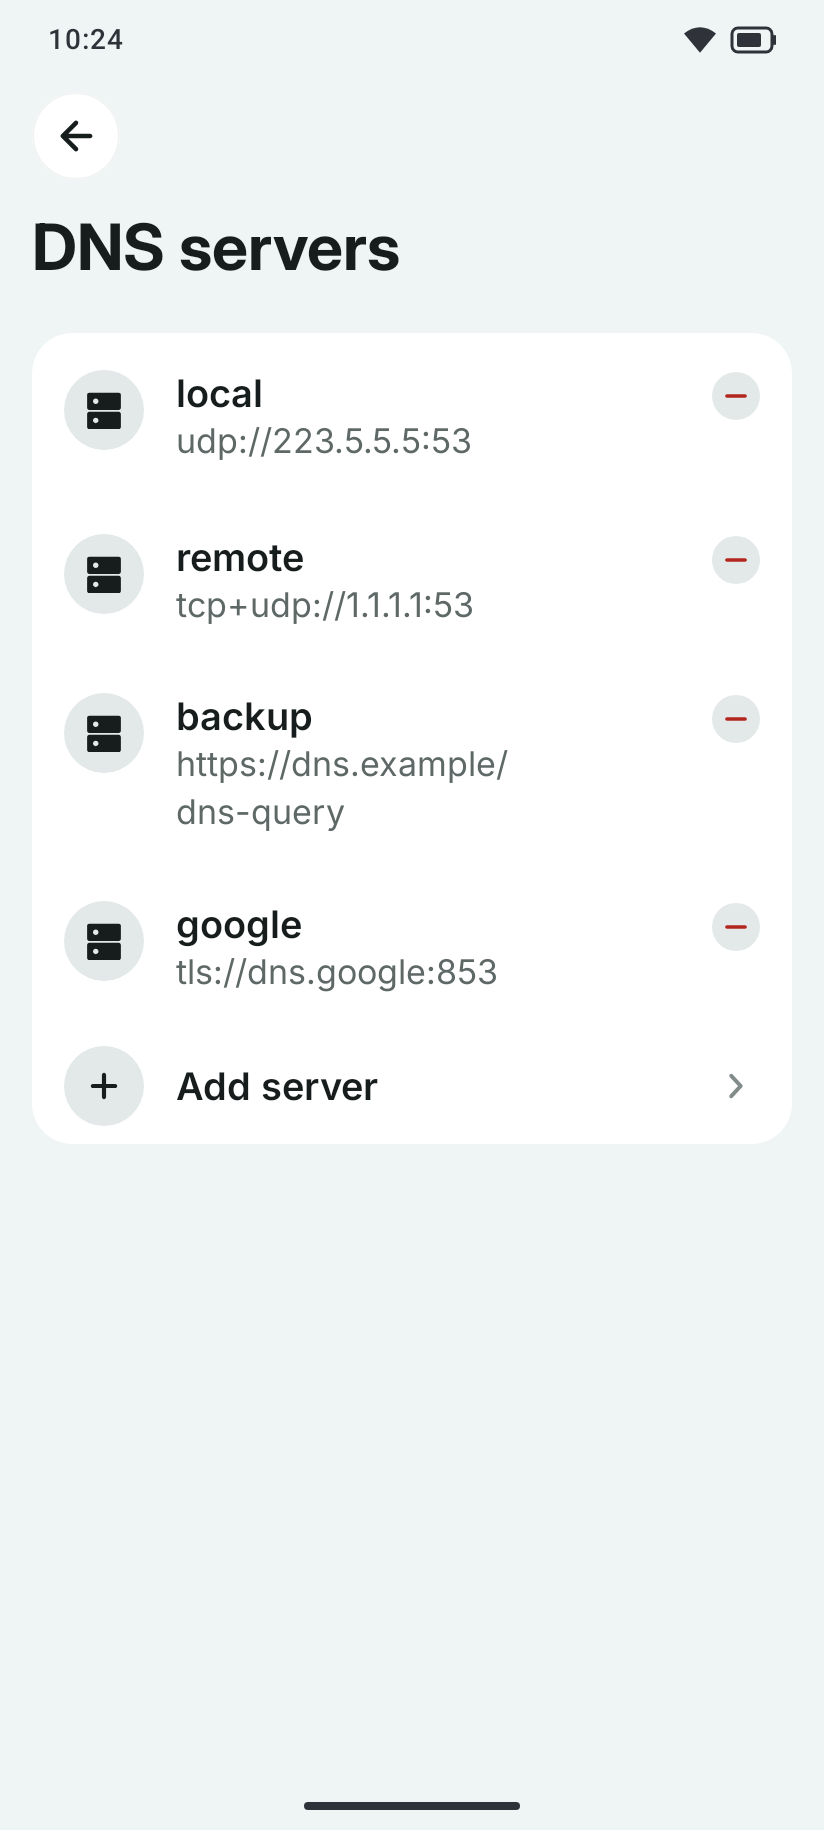 10:24
DNS servers
local
udp://223.5.5.5:53
remote
tcp+udp://1.1.1.1:53
backup
https://dns.example/
dns-query
google
tls://dns.google:853
Add server